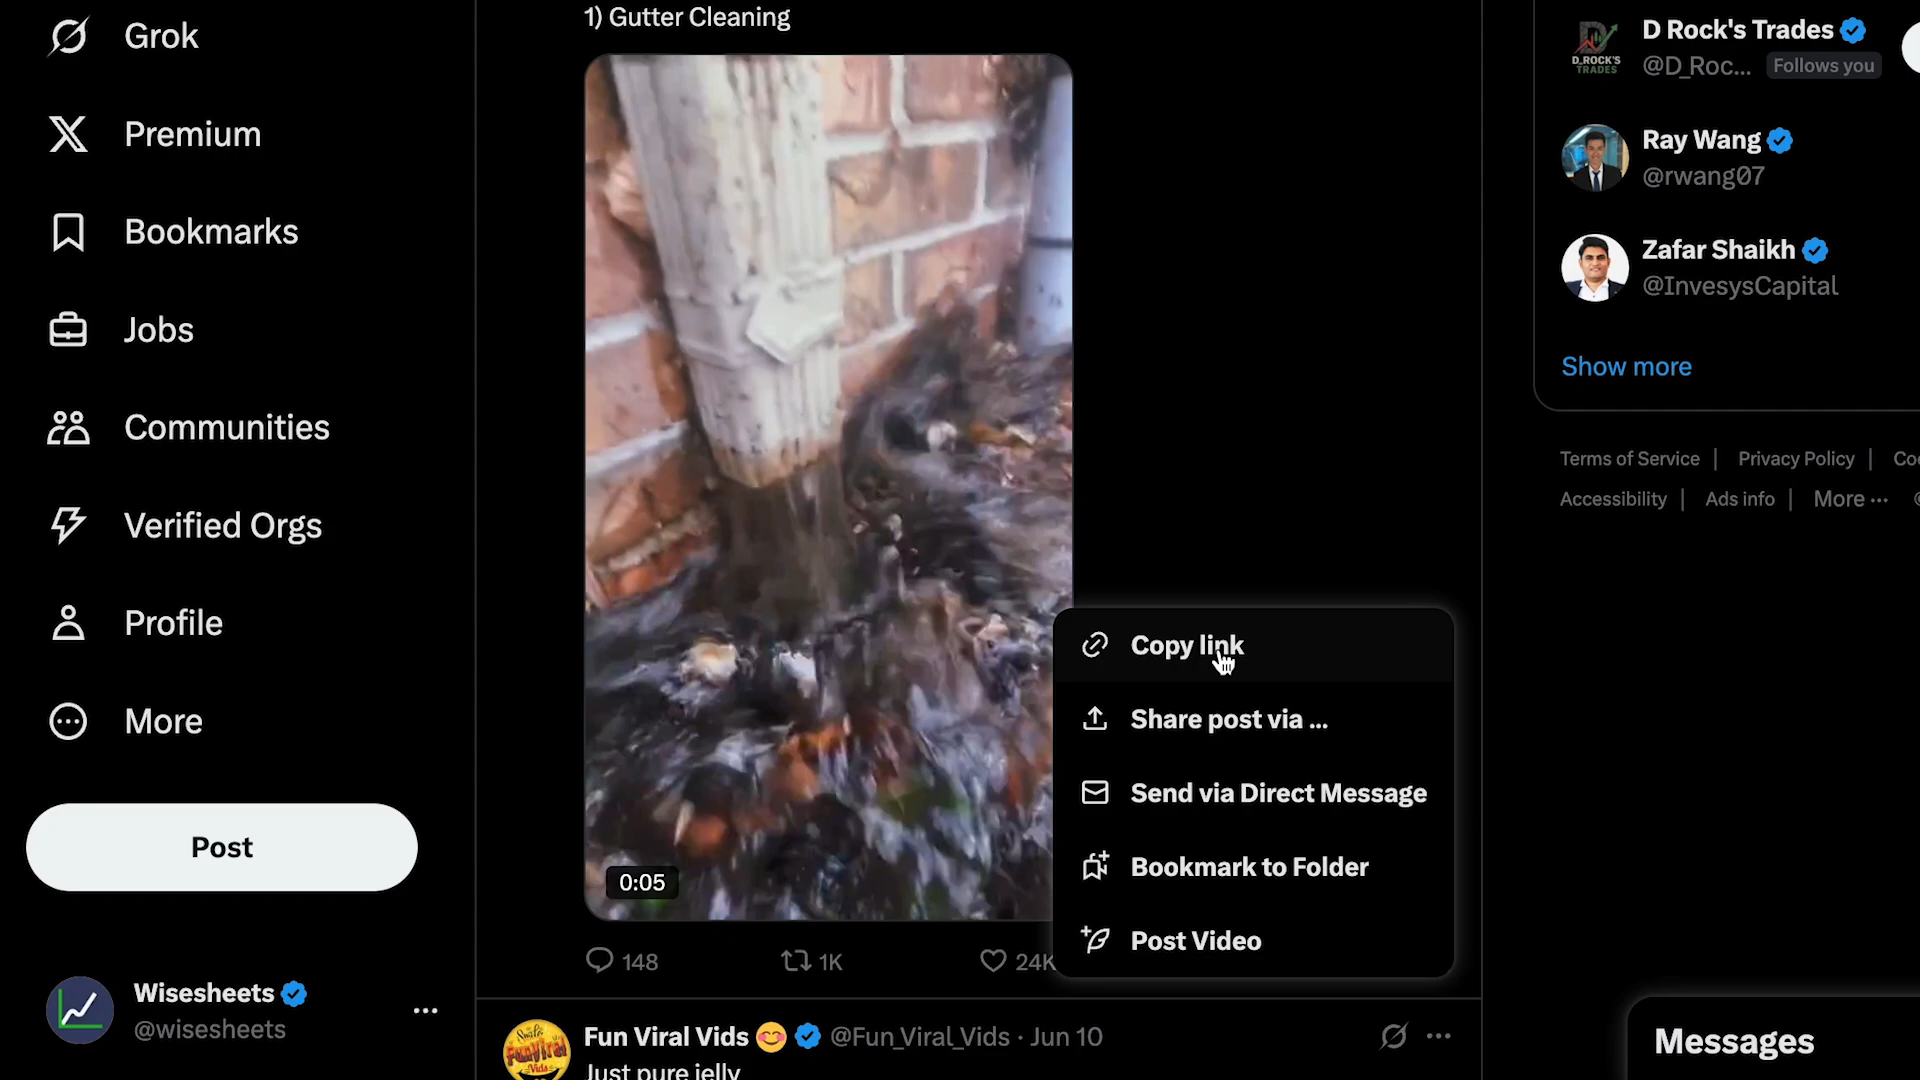 Grok
Premium
Bookmarks
Jobs
Communities
Verified Orgs
Profile
More
Post
Wisesheets
@wisesheets
1) Gutter Cleaning
0:05
148
1K
24K
Copy link
Share post via ...
Send via Direct Message
Bookmark to Folder
Post Video
Fun Viral Vids 😊 @Fun_Viral_Vids · Jun 10
Just pure jelly
D Rock's Trades
@D_Roc... Follows you
D_ROCK'S
TRADES
Ray Wang
@rwang07
Zafar Shaikh
@InvesysCapital
Show more
Terms of Service | Privacy Policy |
Accessibility | Ads info | More ...
Messages